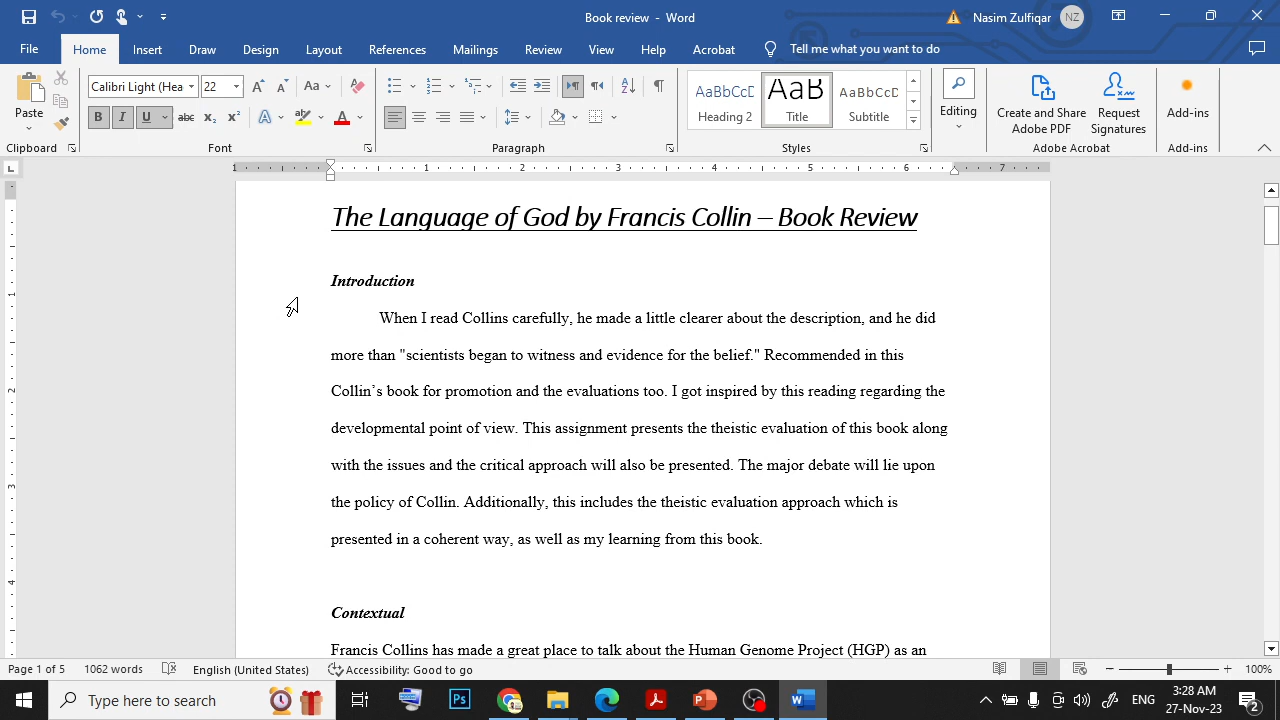 Book review - Word
Nasim Zulfiqar NZ
File Home Insert Draw Design Layout References Mailings Review View Help Acrobat Tell me what you want to do
Calibri Light (Hea 22 Aa
AaBbCcD AaB AaBbCcD
Paste Heading 2 Title Subtitle Editing Create and Share Adobe PDF Request Signatures Add-ins
Clipboard Font Paragraph Styles Adobe Acrobat Add-ins
1 1 2 3 4 5 6 7
The Language of God by Francis Collin – Book Review
Introduction
When I read Collins carefully, he made a little clearer about the description, and he did
more than "scientists began to witness and evidence for the belief." Recommended in this
Collin’s book for promotion and the evaluations too. I got inspired by this reading regarding the
developmental point of view. This assignment presents the theistic evaluation of this book along
with the issues and the critical approach will also be presented. The major debate will lie upon
the policy of Collin. Additionally, this includes the theistic evaluation approach which is
presented in a coherent way, as well as my learning from this book.
Contextual
Francis Collins has made a great place to talk about the Human Genome Project (HGP) as an
Page 1 of 5 1062 words English (United States) Accessibility: Good to go 100%
Type here to search
ENG 3:28 AM
27-Nov-23 2